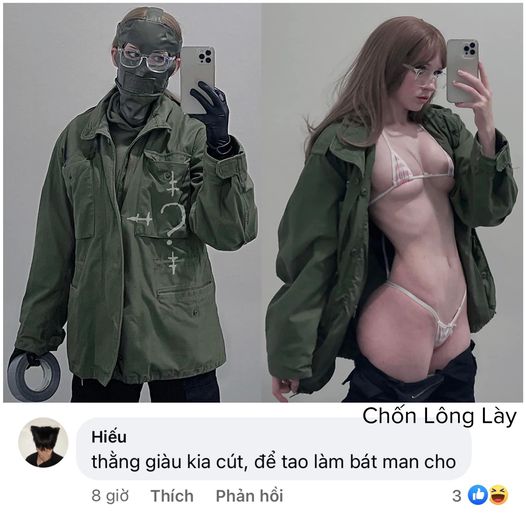 ‡?‡
Chốn Lông Lày
Hiếu
thằng giàu kia cút, để tao làm bát man cho
8 giờ Thích Phản hồi 3